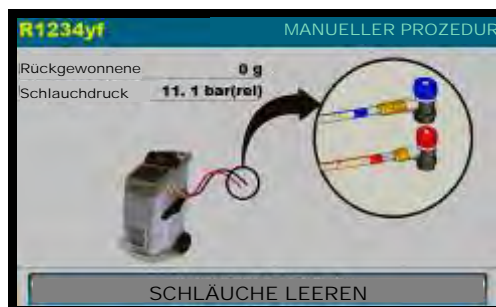 R1234yf MANUELLER PROZEDUR
Rückgewonnene 0 g
Schlauchdruck 11. 1 bar(rel)
SCHLÄUCHE LEEREN